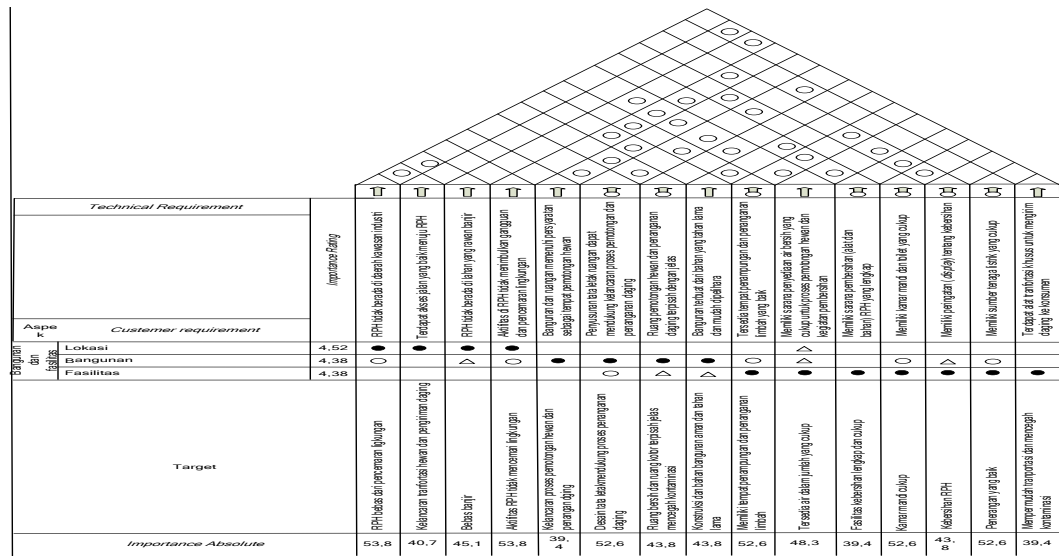 Technical Requirement
Importance Rating
RPH tidak berada di daerah kawasan industri
Terdapat akses jalan yang baik menuju RPH
RPH tidak berada di lahan yang rawan banjir
Aktifitas di RPH tidak menimbulkan gangguan
dan pencemaran lingkungan
Bangunan dan ruangan memenuhi persyaratan
sebagai tempat pemotongan hewan
Penyusunan tata letak ruangan dapat
mendukung kelancaran proses pemotongan dan
penanganan daging
Ruang pemotongan hewan dan penanganan
daging terpisah dengan jelas
Bangunan terbuat dari bahan yang tahan lama
dan mudah dipelihara
Tersedia tempat penampungan dan penanganan
limbah yang baik
Memiliki sarana penyediaan air bersih yang
cukup untuk proses pemotongan hewan dan
kegiatan pembersihan
Memiliki sarana pembersihan (alat dan
bahan) RPH yang lengkap
Memiliki kamar mandi dan toilet yang cukup
Memiliki peringatan (display) tentang kebersihan
Memiliki sumber tenaga listrik yang cukup
Terdapat alat tranportasi khusus untuk mengirim
daging ke konsumen
Aspe
k
Customer requirement
Bangunan
dan
fasilitas
Lokasi 4,52
Bangunan 4,38
Fasilitas 4,38
Target
RPH bebas dari pencemaran ligkungan
Kelancaran tranfortasi hewan dan pengiriman daging
Bebas banjir
Aktifitas RPH tidak mencemari lingkungan
Kelancaran proses pemotongan hewan dan
penangan dging
Desain tata letak mendukung proses penanganan
daging
Ruang bersih dan ruang kotor terpisah jelas
mencegah kontaminasi
Konstruksi dan bahan bangunan aman dan tahan
lama
Memiliki tempat penampungan dan penanganan
limbah
Tersedia air dalam jumlah yang cukup
Fasilitas kebersihan lengkap dan cukup
Kamar mandi cukup
Kebersihan RPH
Penerangan yang baik
Mempermudah tranportasi dan mencegah
kontaminasi
Importance Absolute 53,8 40,7 45,1 53,8 39,
4 52,6 43,8 43,8 52,6 48,3 39,4 52,6 43,
8 52,6 39,4